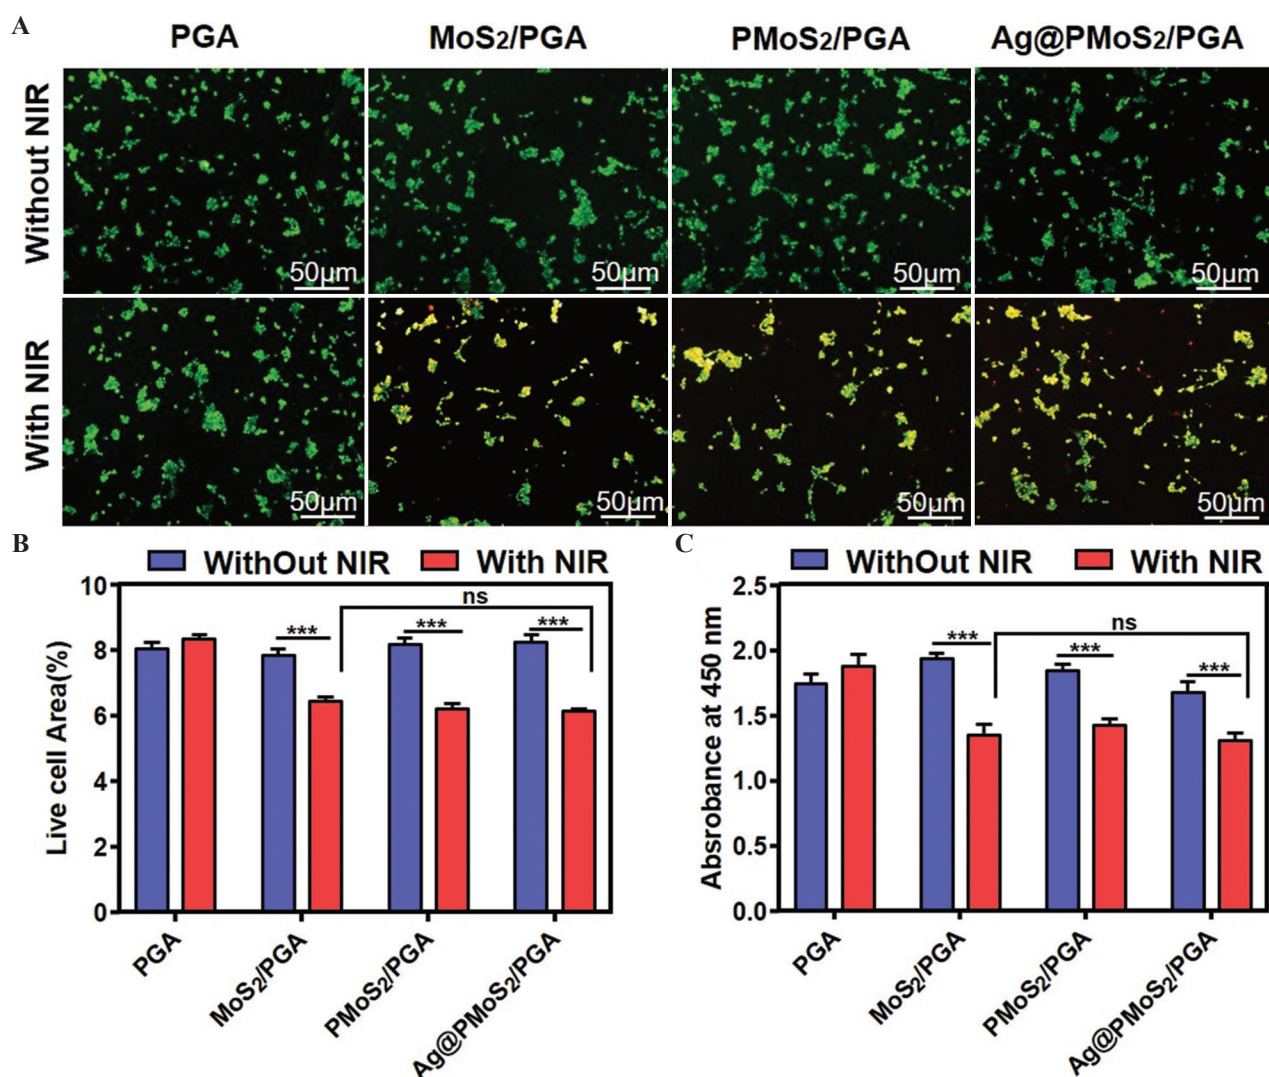 A
PGA MoS2/PGA PMoS2/PGA Ag@PMoS2/PGA
Without NIR
50μm 50μm 50μm 50μm
With NIR
50μm 50μm 50μm 50μm
B
WithOut NIR With NIR
Live cell Area(%)
10
8
6
4
2
0
*** *** ***
ns
PGA
MoS2/PGA
PMoS2/PGA
Ag@PMoS2/PGA
C
WithOut NIR With NIR
Absrobance at 450 nm
2.5
2.0
1.5
1.0
0.5
0.0
*** *** ***
ns
PGA
MoS2/PGA
PMoS2/PGA
Ag@PMoS2/PGA